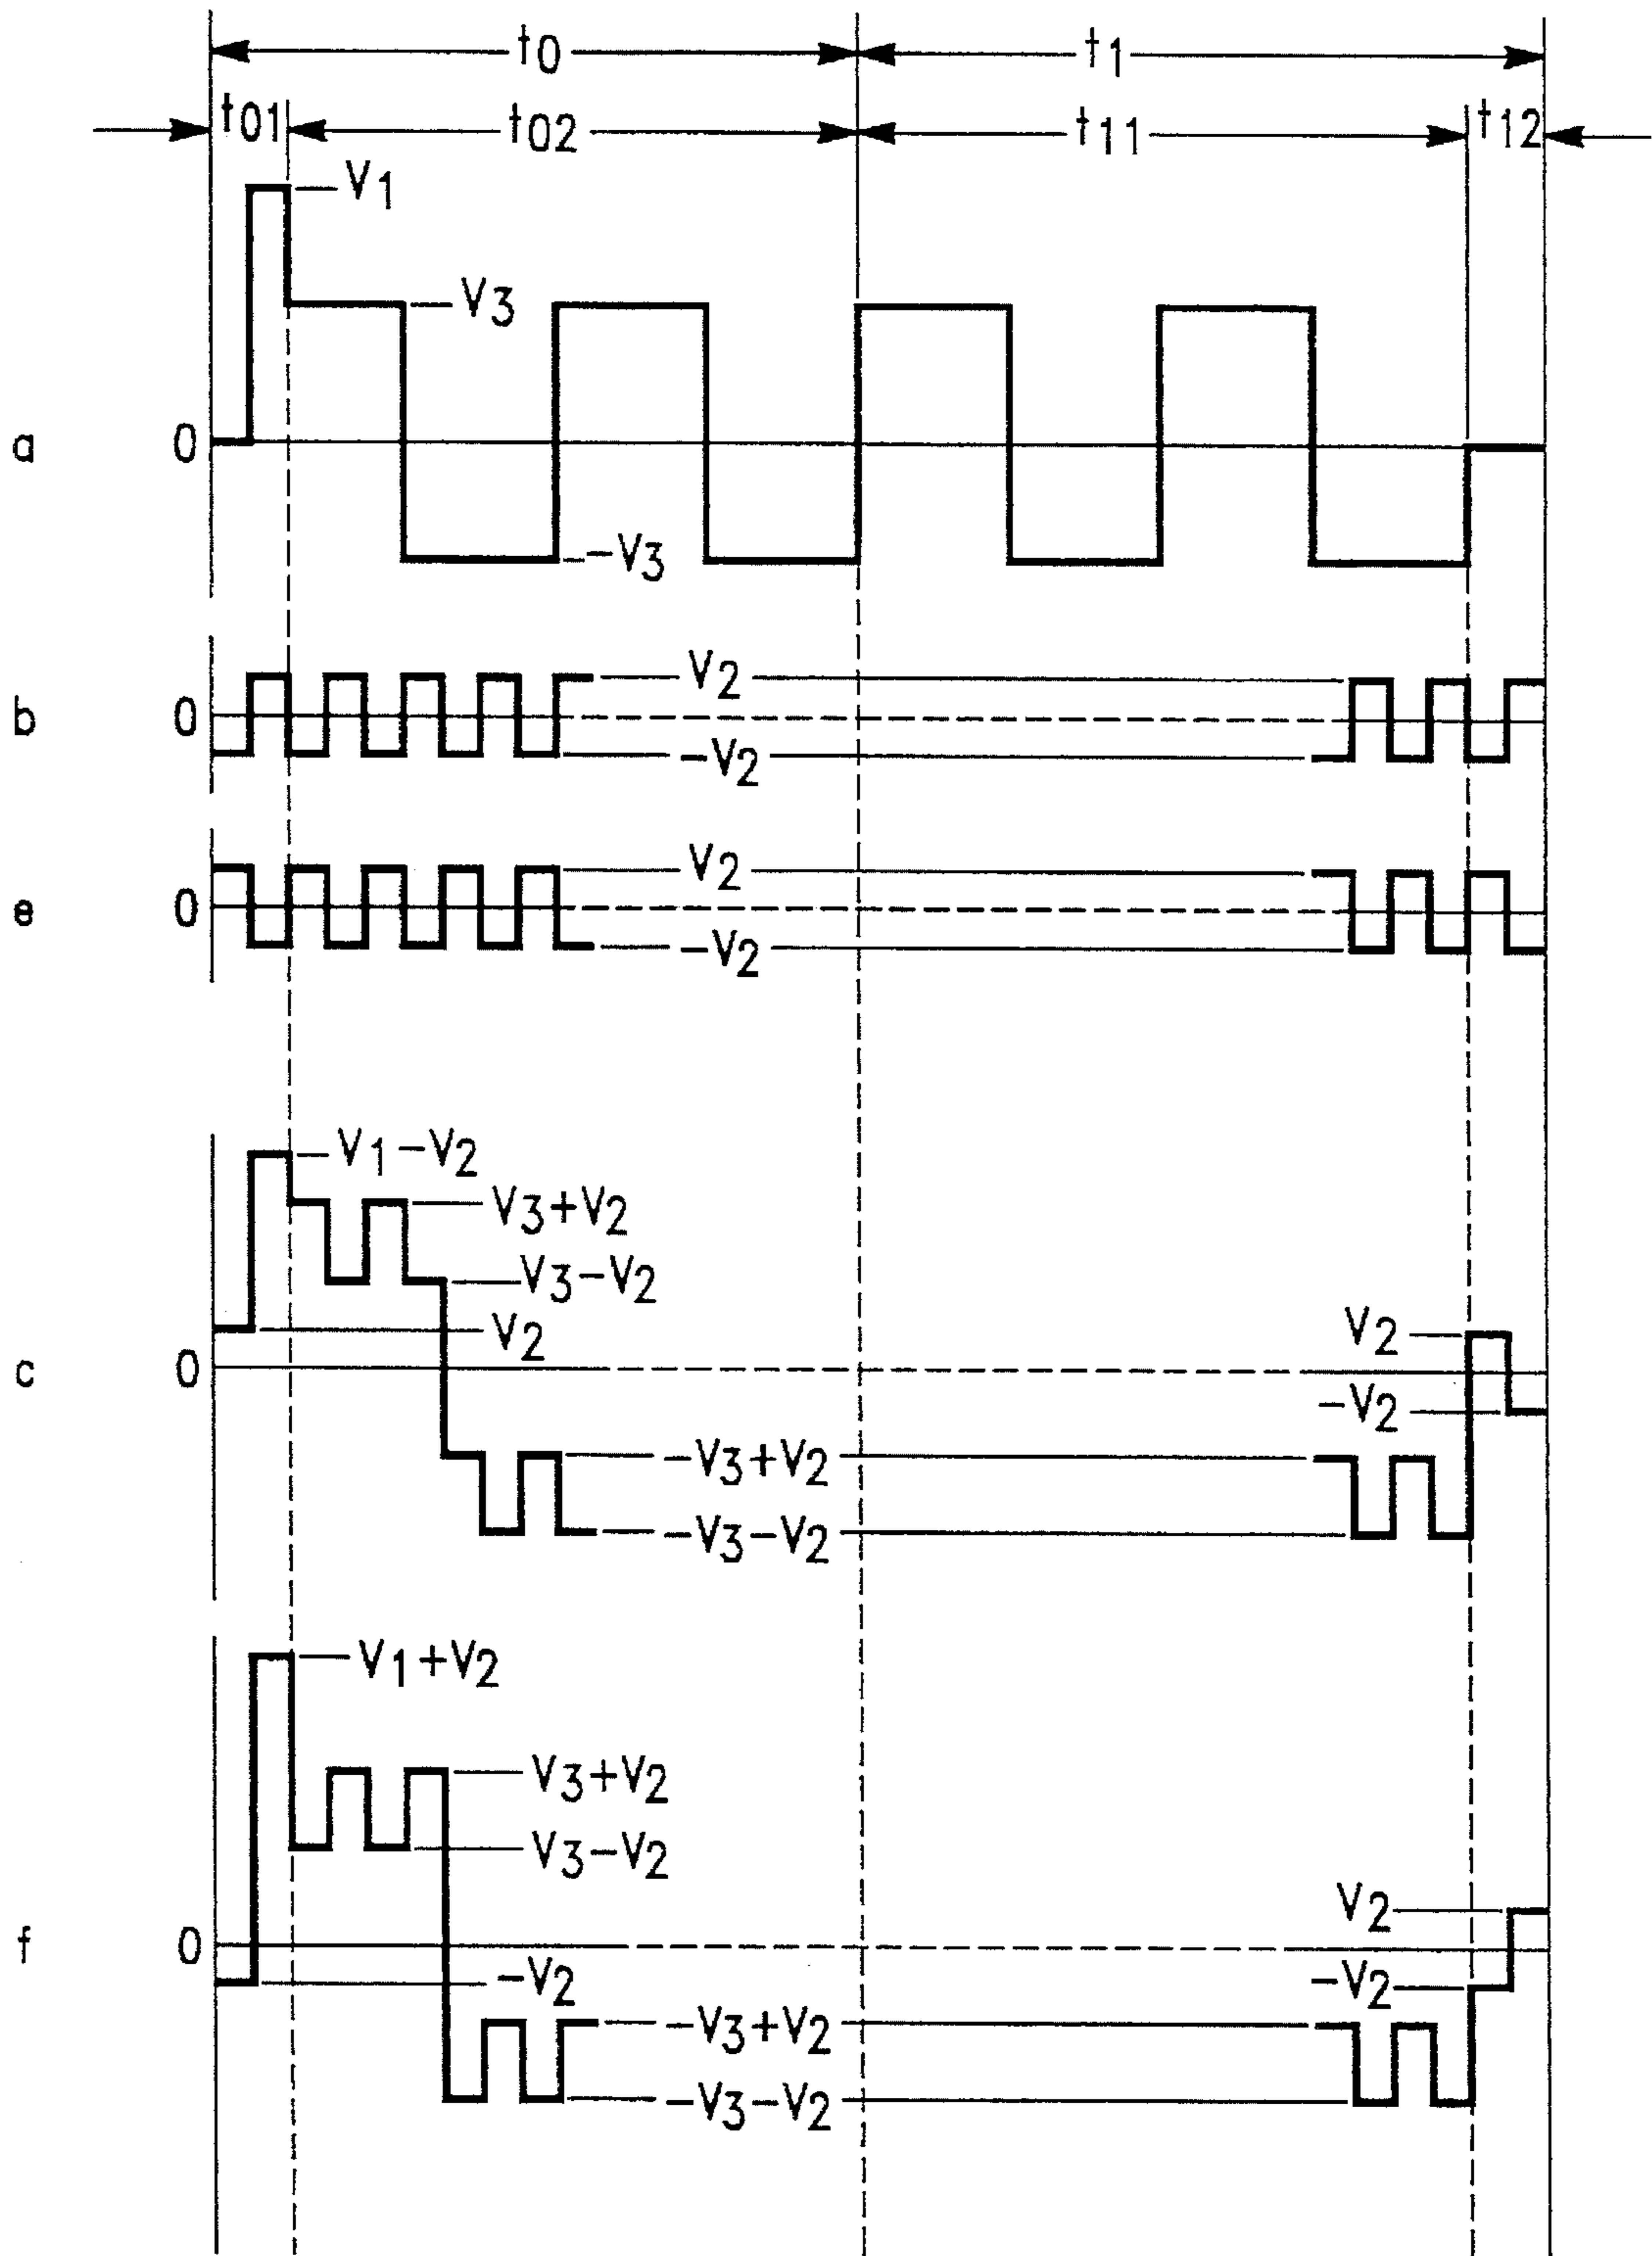 t0 t1
t01 t02 t11 t12
V1
V3
a 0
-V3
V2
b 0
-V2
V2
e 0
-V2
V1-V2
V3+V2
V3-V2
V2 V2
c 0
-V2
-V3+V2
-V3-V2
V1+V2
V3+V2
V3-V2
V2
f 0
-V2 -V2
-V3+V2
-V3-V2